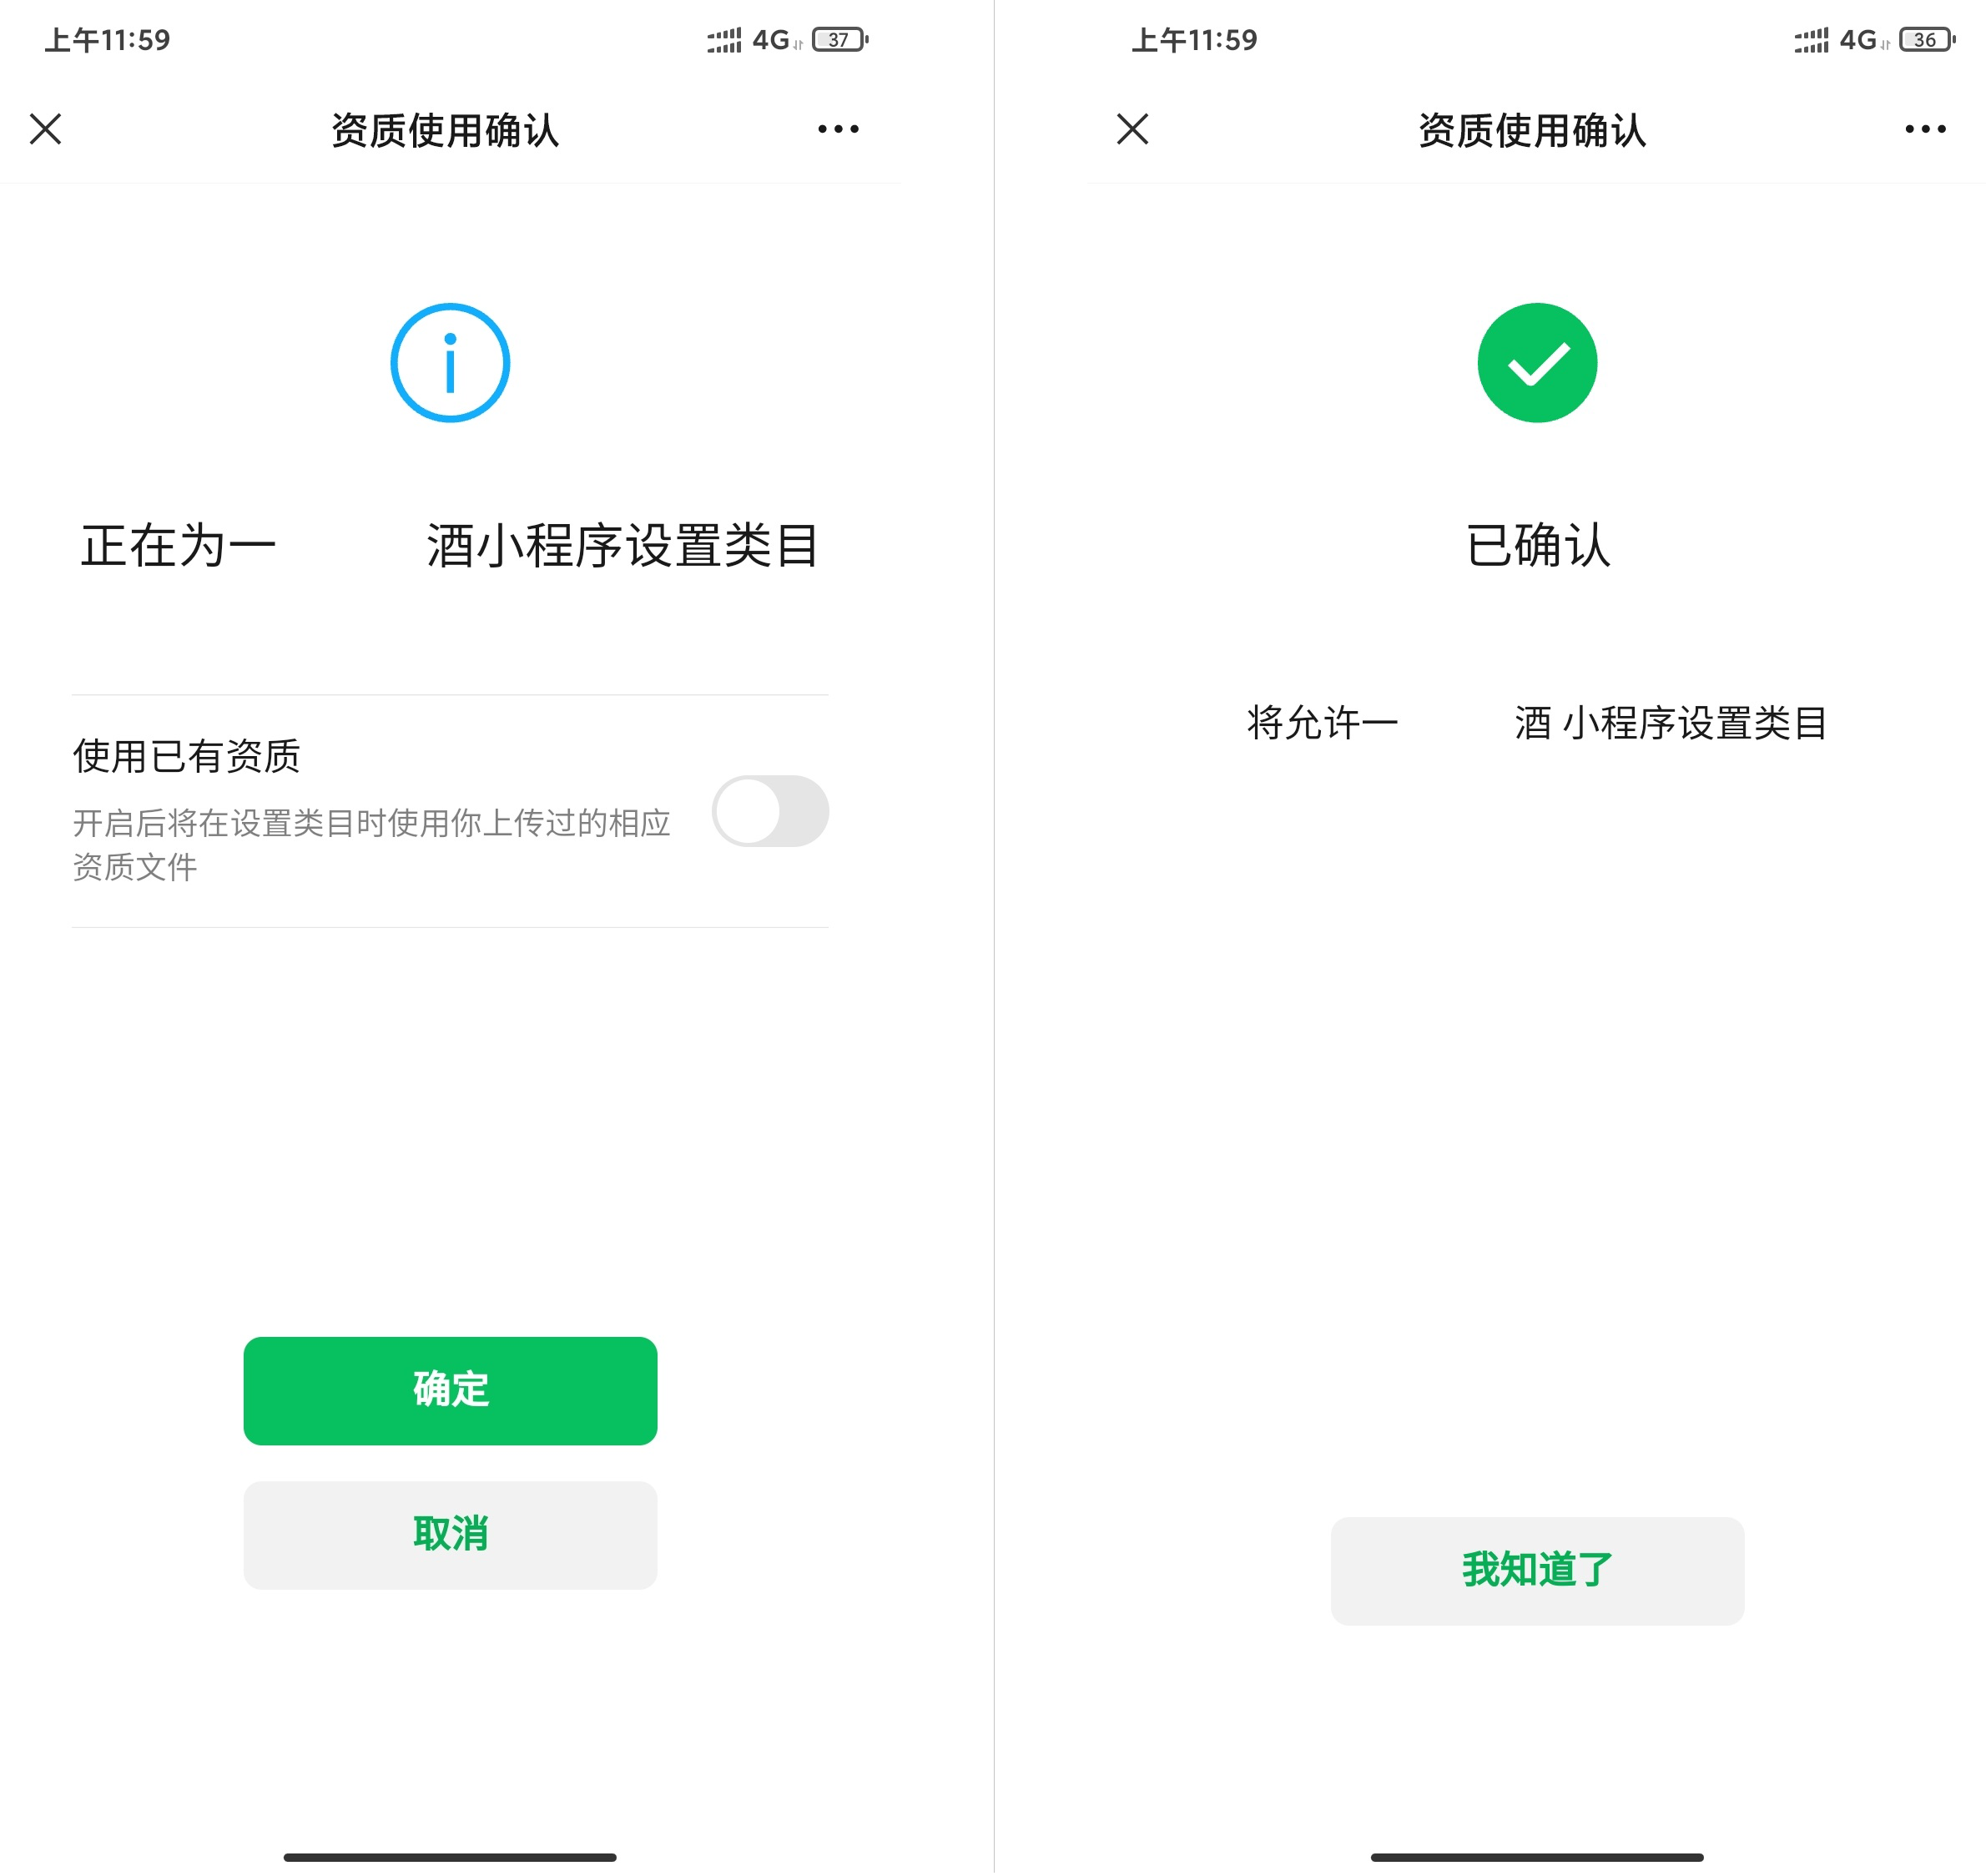 上午11:59
4G
37
资质使用确认
正在为一 酒小程序设置类目
使用已有资质
开启后将在设置类目时使用你上传过的相应
资质文件
确定
取消
上午11:59
4G
36
资质使用确认
已确认
将允许一 酒 小程序设置类目
我知道了